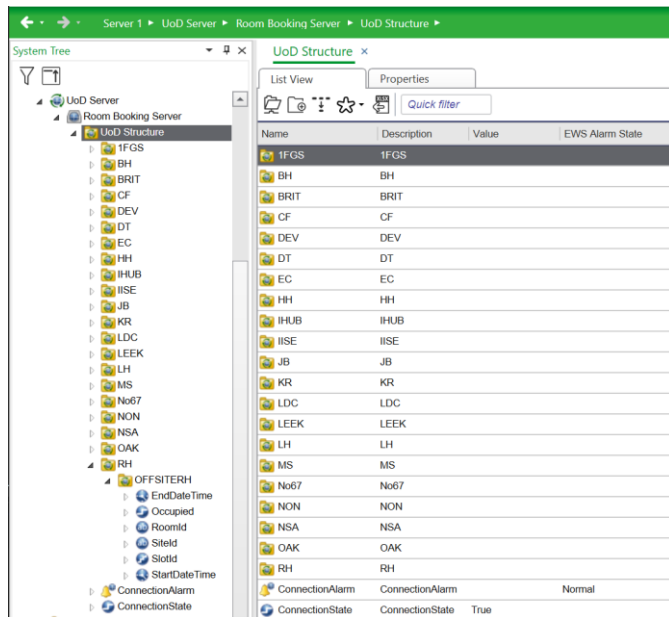 Server 1 ► UoD Server ► Room Booking Server ► UoD Structure ►
System Tree
UoD Server
Room Booking Server
UoD Structure
1FGS
BH
BRIT
CF
DEV
DT
EC
HH
IHUB
IISE
JB
KR
LDC
LEEK
LH
MS
No67
NON
NSA
OAK
RH
OFFSITERH
EndDateTime
Occupied
RoomId
SiteId
SlotId
StartDateTime
ConnectionAlarm
ConnectionState
UoD Structure ×
List View Properties
Quick filter
Name Description Value EWS Alarm State
1FGS 1FGS
BH BH
BRIT BRIT
CF CF
DEV DEV
DT DT
EC EC
HH HH
IHUB IHUB
IISE IISE
JB JB
KR KR
LDC LDC
LEEK LEEK
LH LH
MS MS
No67 No67
NON NON
NSA NSA
OAK OAK
RH RH
ConnectionAlarm ConnectionAlarm Normal
ConnectionState ConnectionState True